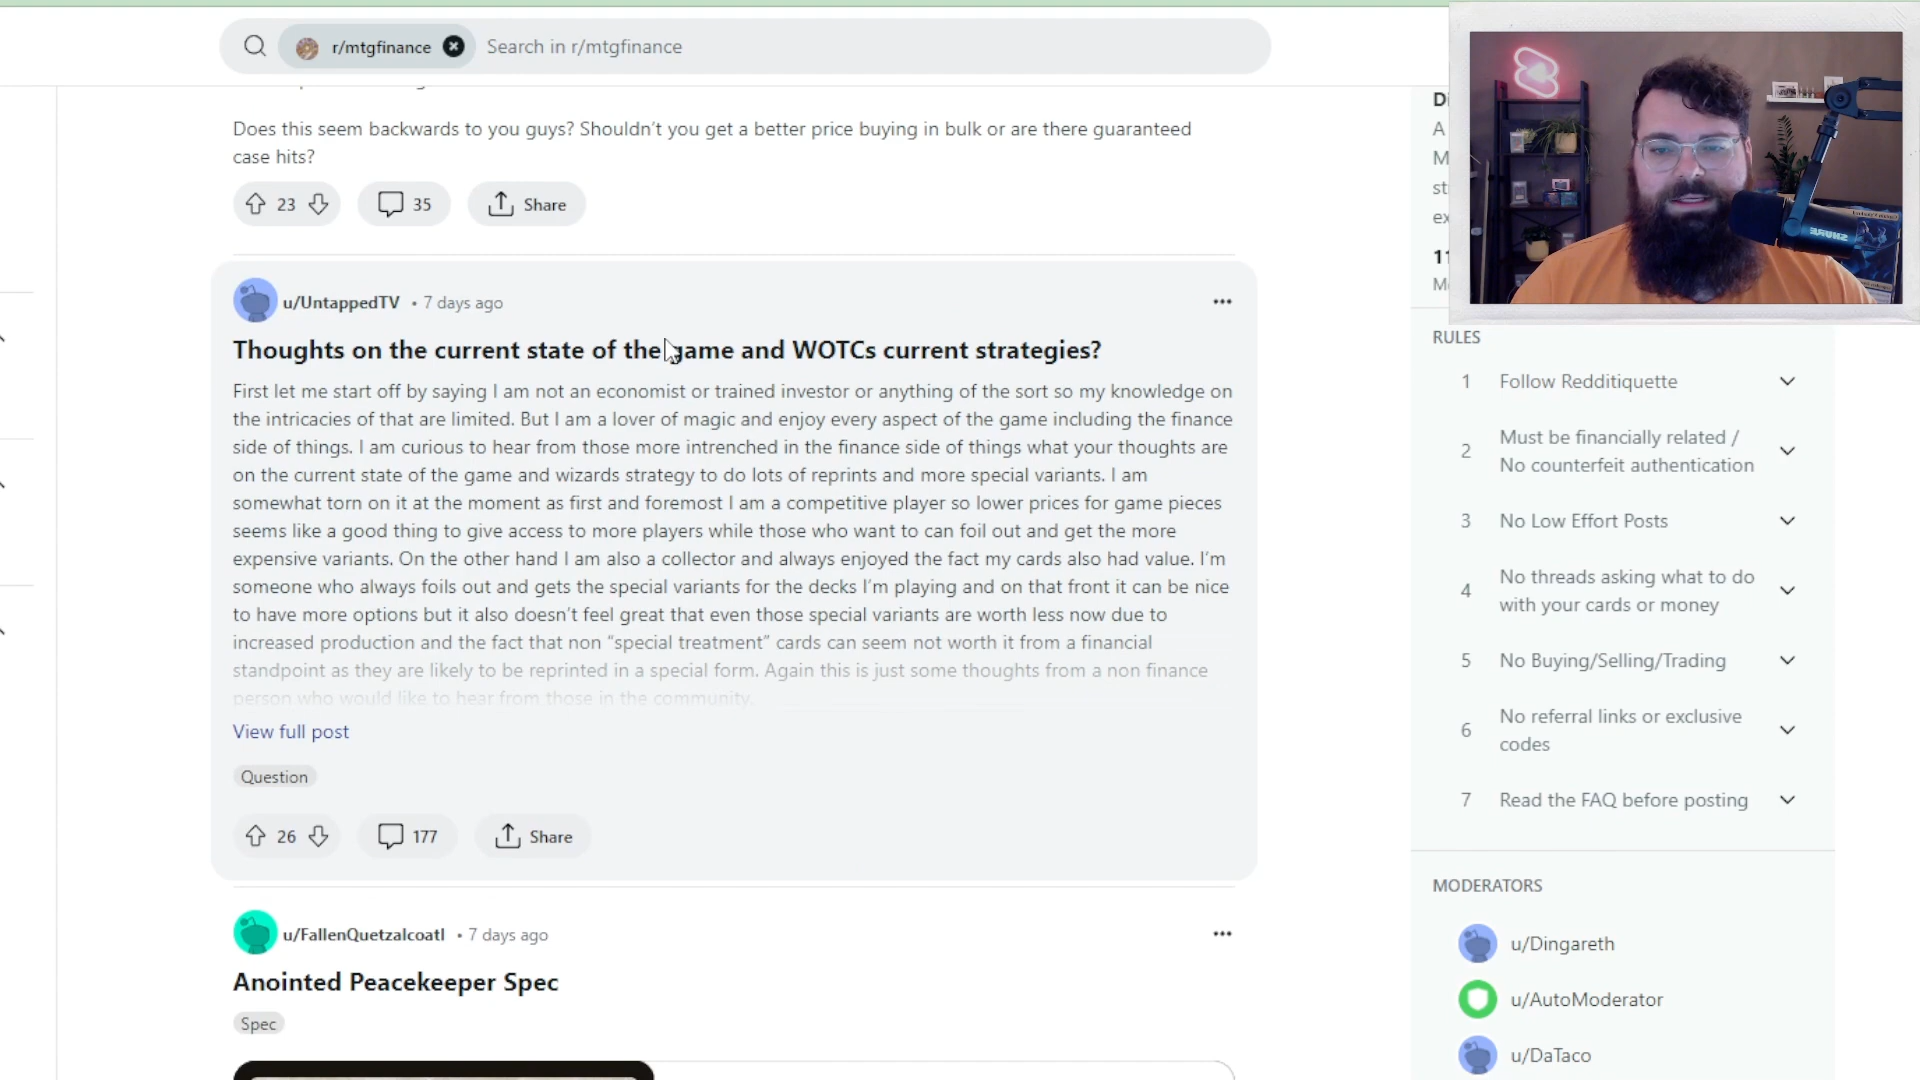 r/mtgfinance
Search in r/mtgfinance
Does this seem backwards to you guys? Shouldn't you get a better price buying in bulk or are there guaranteed
case hits?
23
35
Share
u/UntappedTV • 7 days ago
Thoughts on the current state of the game and WOTCs current strategies?
First let me start off by saying I am not an economist or trained investor or anything of the sort so my knowledge on
the intricacies of that are limited. But I am a lover of magic and enjoy every aspect of the game including the finance
side of things. I am curious to hear from those more intrenched in the finance side of things what your thoughts are
on the current state of the game and wizards strategy to do lots of reprints and more special variants. I am
somewhat torn on it at the moment as first and foremost I am a competitive player so lower prices for game pieces
seems like a good thing to give access to more players while those who want to can foil out and get the more
expensive variants. On the other hand I am also a collector and always enjoyed the fact my cards also had value. I'm
someone who always foils out and gets the special variants for the decks I'm playing and on that front it can be nice
to have more options but it also doesn't feel great that even those special variants are worth less now due to
increased production and the fact that non "special treatment" cards can seem not worth it from a financial
standpoint as they are likely to be reprinted in a special form. Again this is just some thoughts from a non finance
person who would like to hear from those in the community.
View full post
Question
26
177
Share
u/FallenQuetzalcoatl • 7 days ago
Anointed Peacekeeper Spec
Spec
Di
A
M
st
ex
11
M
SHURE
RULES
1 Follow Redditiquette
2 Must be financially related /
No counterfeit authentication
3 No Low Effort Posts
4 No threads asking what to do
with your cards or money
5 No Buying/Selling/Trading
6 No referral links or exclusive
codes
7 Read the FAQ before posting
MODERATORS
u/Dingareth
u/AutoModerator
u/DaTaco